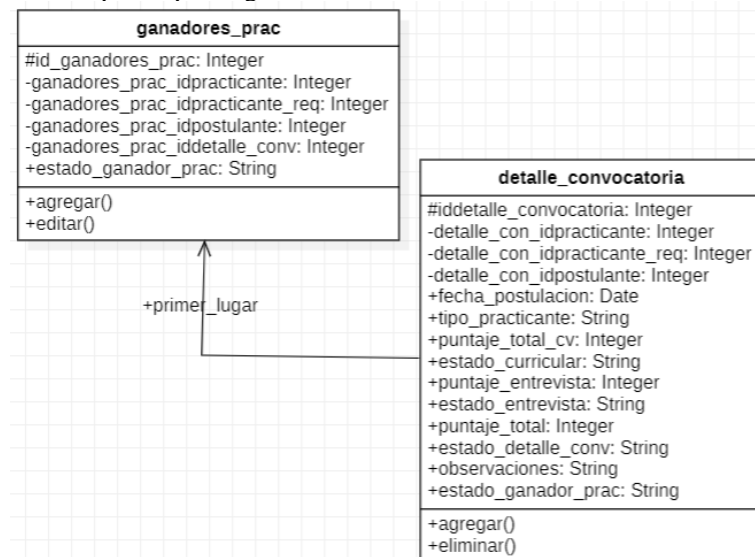 ganadores_prac
#id_ganadores_prac: Integer
-ganadores_prac_idpracticante: Integer
-ganadores_prac_idpracticante_req: Integer
-ganadores_prac_idpostulante: Integer
-ganadores_prac_iddetalle_conv: Integer
+estado_ganador_prac: String
+agregar()
+editar()
+primer_lugar
detalle_convocatoria
#iddetalle_convocatoria: Integer
-detalle_con_idpracticante: Integer
-detalle_con_idpracticante_req: Integer
-detalle_con_idpostulante: Integer
+fecha_postulacion: Date
+tipo_practicante: String
+puntaje_total_cv: Integer
+estado_curricular: String
+puntaje_entrevista: Integer
+estado_entrevista: String
+puntaje_total: Integer
+estado_detalle_conv: String
+observaciones: String
+estado_ganador_prac: String
+agregar()
+eliminar()